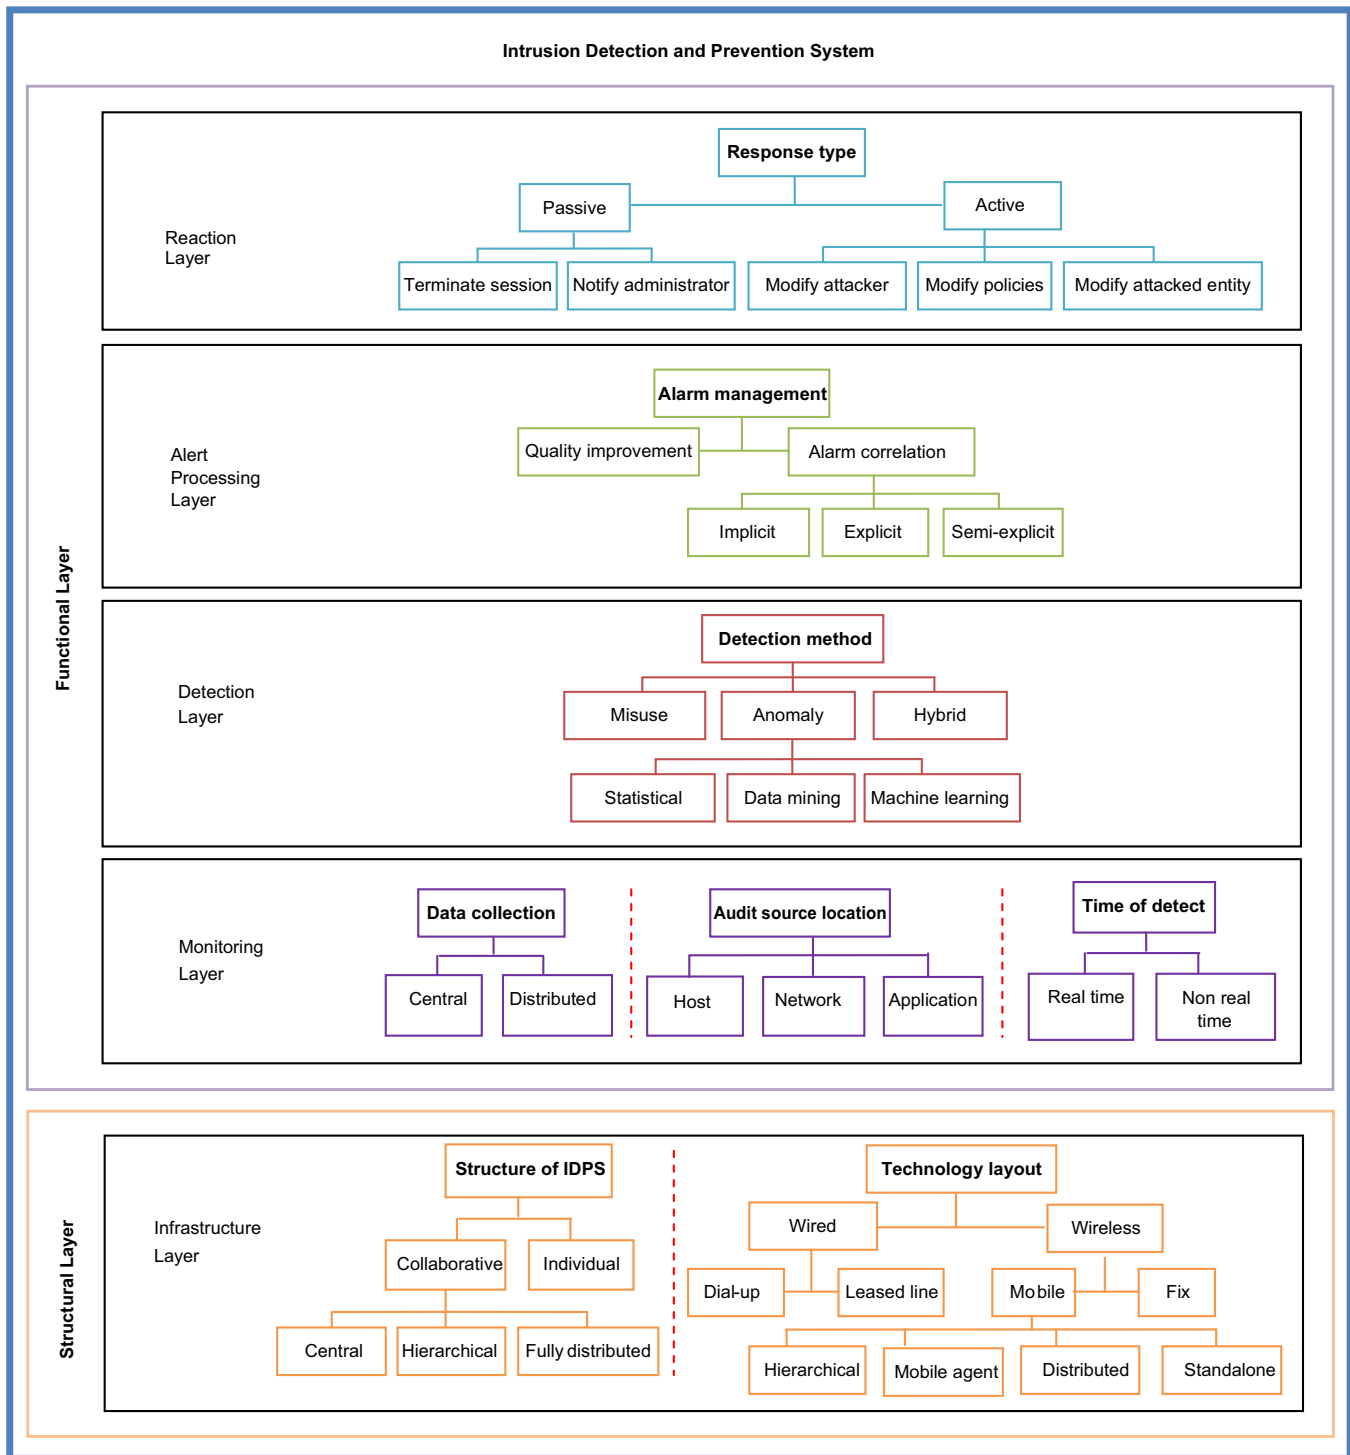 Intrusion Detection and Prevention System
Functional Layer
Reaction
Layer
Response type
Passive
Active
Terminate session
Notify administrator
Modify attacker
Modify policies
Modify attacked entity
Alert
Processing
Layer
Alarm management
Quality improvement
Alarm correlation
Implicit
Explicit
Semi-explicit
Detection
Layer
Detection method
Misuse
Anomaly
Hybrid
Statistical
Data mining
Machine learning
Monitoring
Layer
Data collection
Central
Distributed
Audit source location
Host
Network
Application
Time of detect
Real time
Non real
time
Structural Layer
Infrastructure
Layer
Structure of IDPS
Collaborative
Individual
Central
Hierarchical
Fully distributed
Technology layout
Wired
Wireless
Dial-up
Leased line
Mobile
Fix
Hierarchical
Mobile agent
Distributed
Standalone